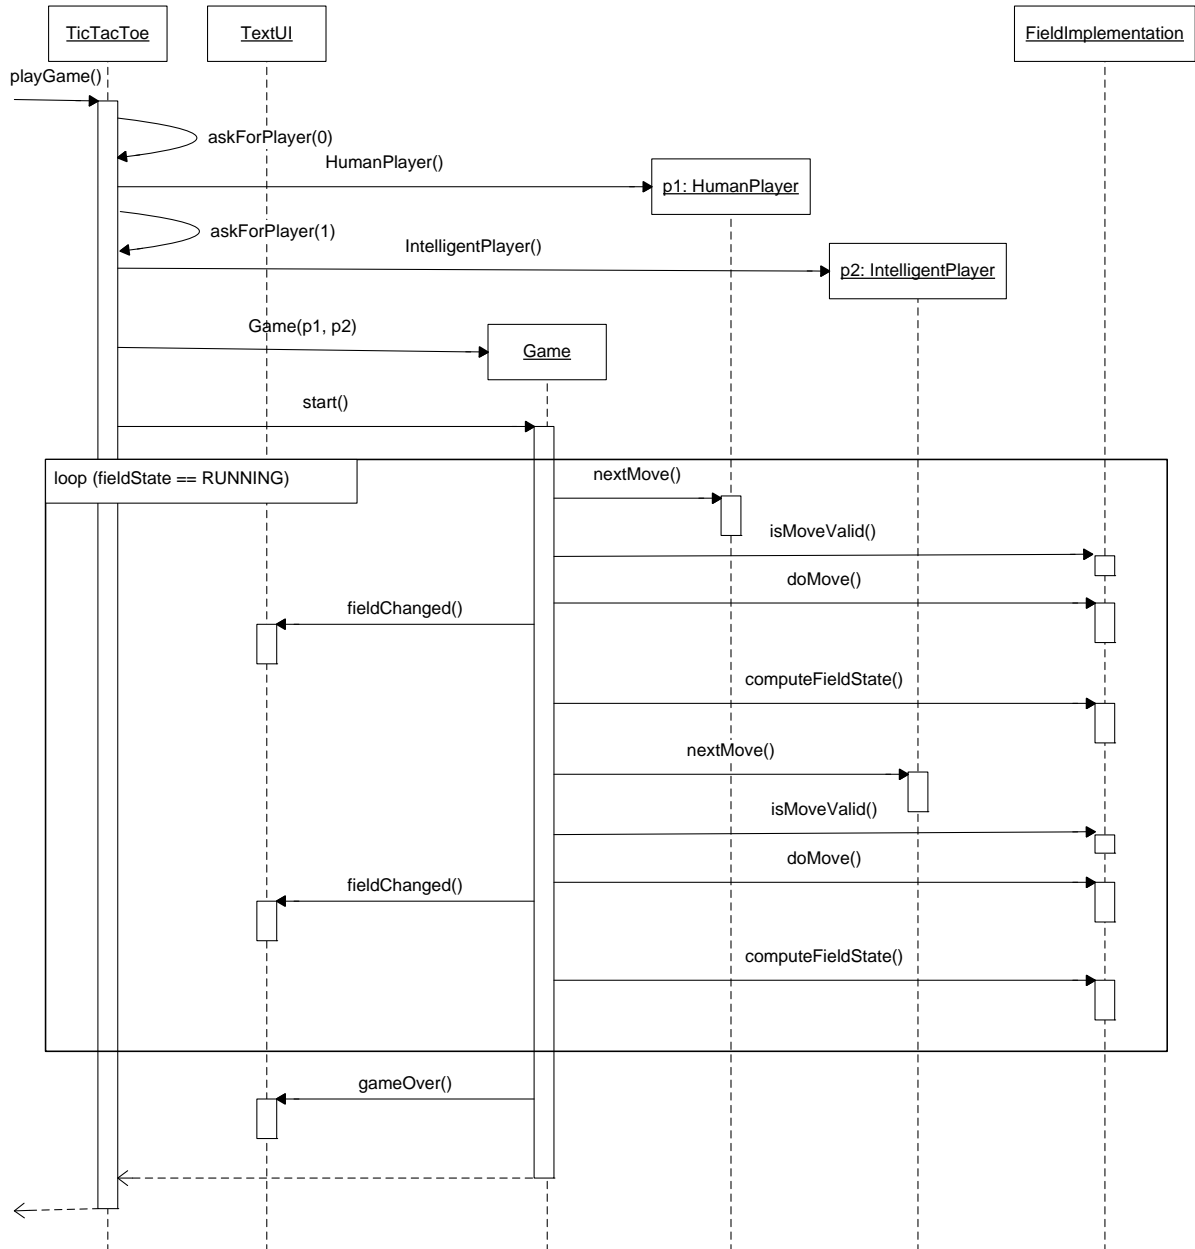 TicTacToe
TextUI
FieldImplementation
playGame()
askForPlayer(0)
HumanPlayer()
p1: HumanPlayer
askForPlayer(1)
IntelligentPlayer()
p2: IntelligentPlayer
Game(p1, p2)
Game
start()
loop (fieldState == RUNNING)
nextMove()
isMoveValid()
doMove()
fieldChanged()
computeFieldState()
nextMove()
isMoveValid()
doMove()
fieldChanged()
computeFieldState()
gameOver()